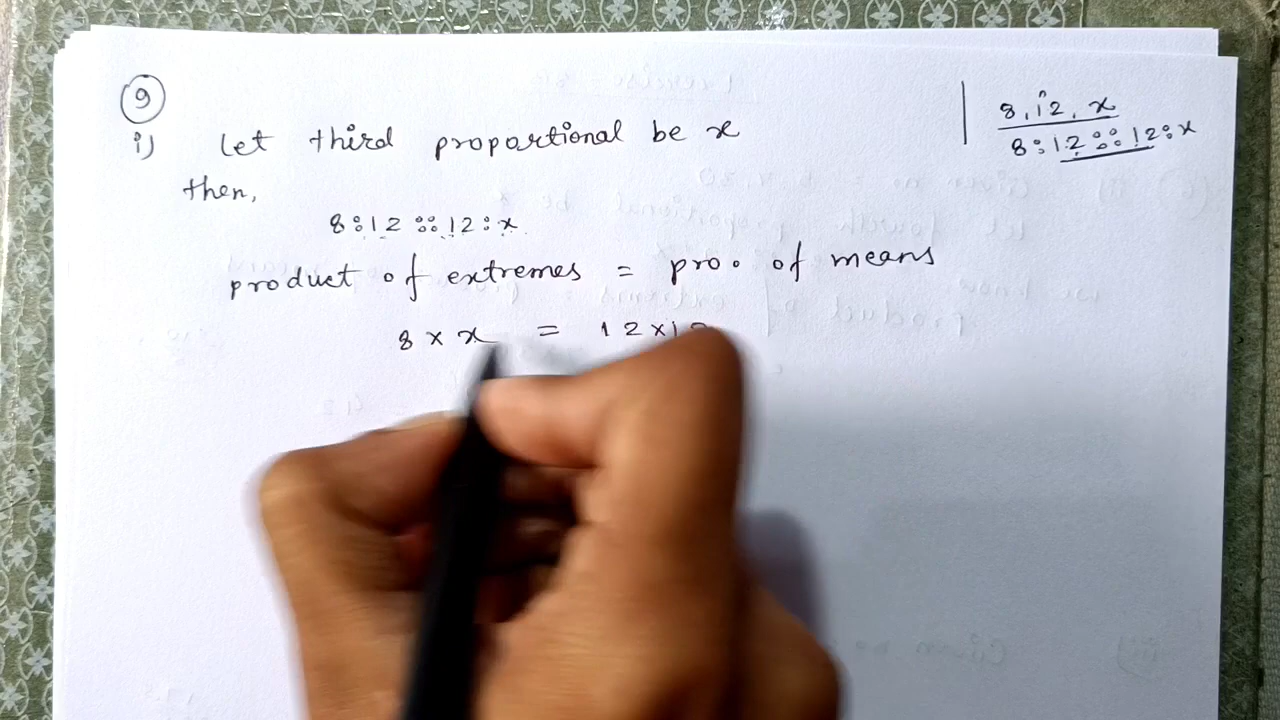 9
i) Let third proportional be x
then,
8:12::12:x
product of extremes = pro. of means
8 × x = 12×12
8,12,x
8:12::12:x